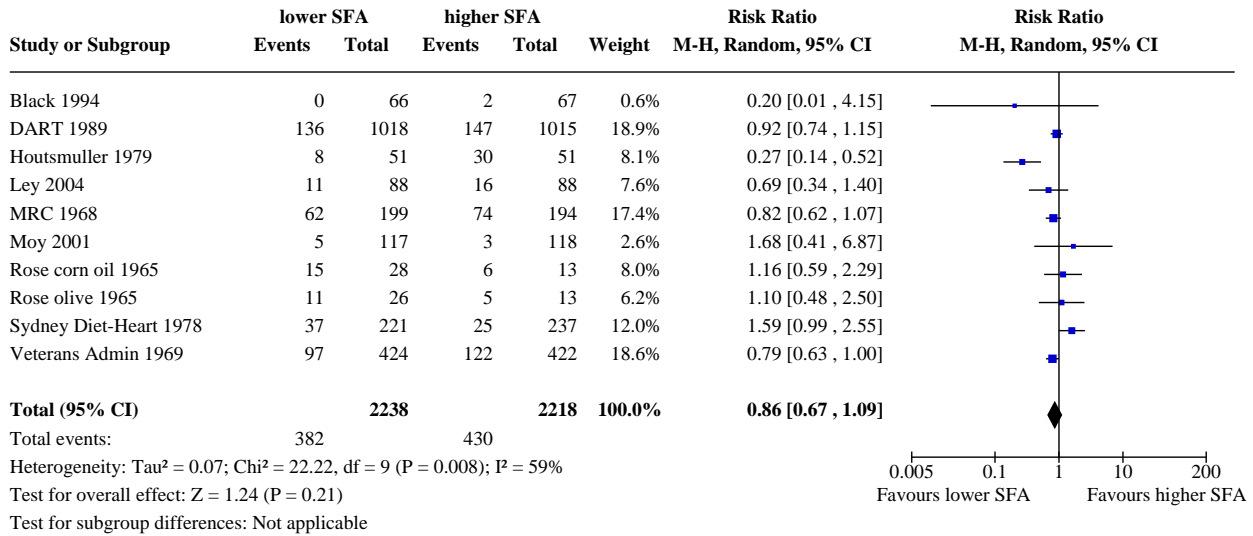 lower SFA higher SFA Risk Ratio Risk Ratio
Study or Subgroup Events Total Events Total Weight M-H, Random, 95% CI M-H, Random, 95% CI
Black 1994 0 66 2 67 0.6% 0.20 [0.01 , 4.15]
DART 1989 136 1018 147 1015 18.9% 0.92 [0.74 , 1.15]
Houtsmuller 1979 8 51 30 51 8.1% 0.27 [0.14 , 0.52]
Ley 2004 11 88 16 88 7.6% 0.69 [0.34 , 1.40]
MRC 1968 62 199 74 194 17.4% 0.82 [0.62 , 1.07]
Moy 2001 5 117 3 118 2.6% 1.68 [0.41 , 6.87]
Rose corn oil 1965 15 28 6 13 8.0% 1.16 [0.59 , 2.29]
Rose olive 1965 11 26 5 13 6.2% 1.10 [0.48 , 2.50]
Sydney Diet-Heart 1978 37 221 25 237 12.0% 1.59 [0.99 , 2.55]
Veterans Admin 1969 97 424 122 422 18.6% 0.79 [0.63 , 1.00]
Total (95% CI) 2238 2218 100.0% 0.86 [0.67 , 1.09]
Total events: 382 430
Heterogeneity: Tau² = 0.07; Chi² = 22.22, df = 9 (P = 0.008); I² = 59%
0.005 0.1 1 10 200
Test for overall effect: Z = 1.24 (P = 0.21)
Favours lower SFA Favours higher SFA
Test for subgroup differences: Not applicable